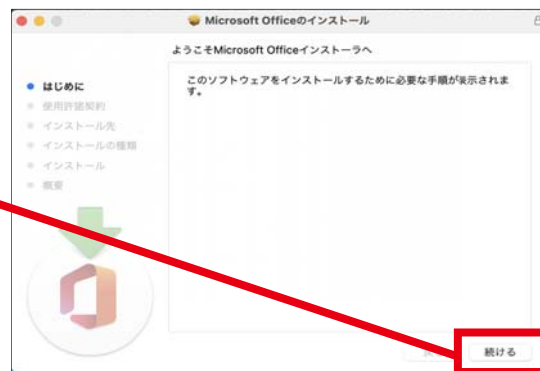 Microsoft Officeのインストール
ようこそMicrosoft Officeインストーラへ
はじめに
使用許諾契約
インストール先
インストールの種類
インストール
概要
このソフトウェアをインストールするために必要な手順が表示されま
す。
続ける